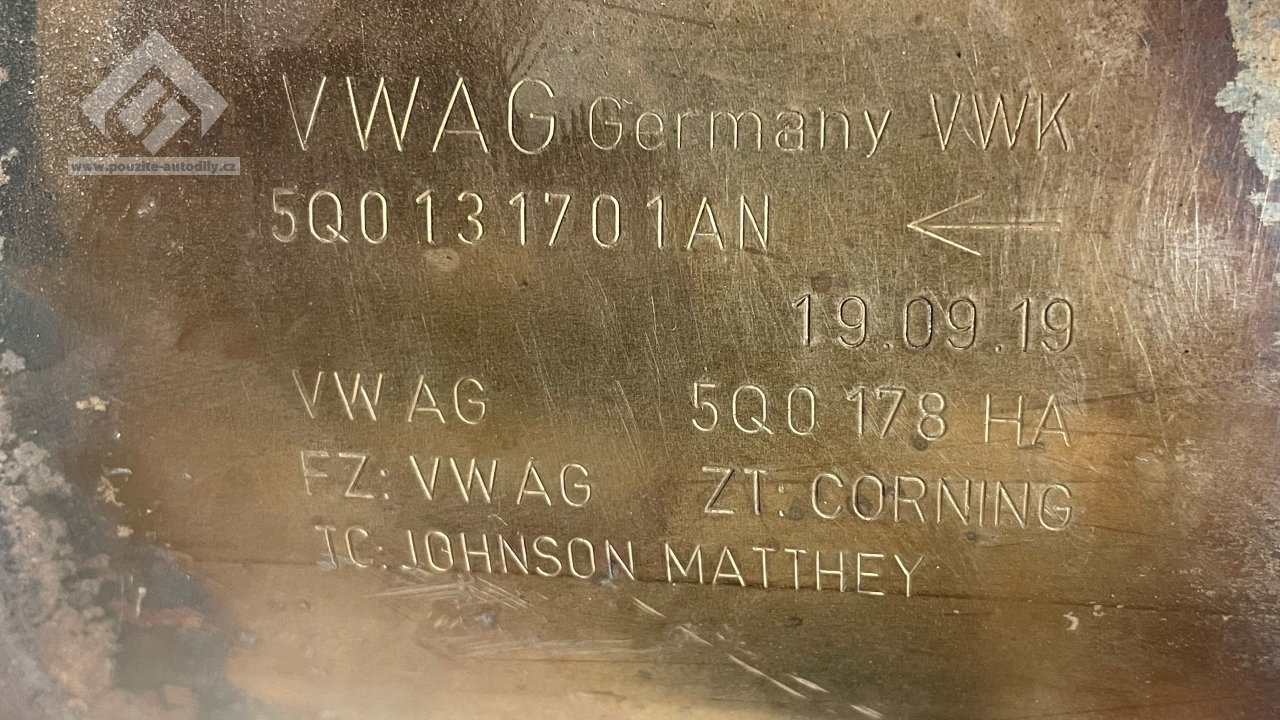 VWAG Germany VWK
5Q0131701AN
19.09.19
VW AG 5Q0 178 HA
FZ: VW AG ZT: CORNING
TC: JOHNSON MATTHEY
www.pouzite-autodily.cz